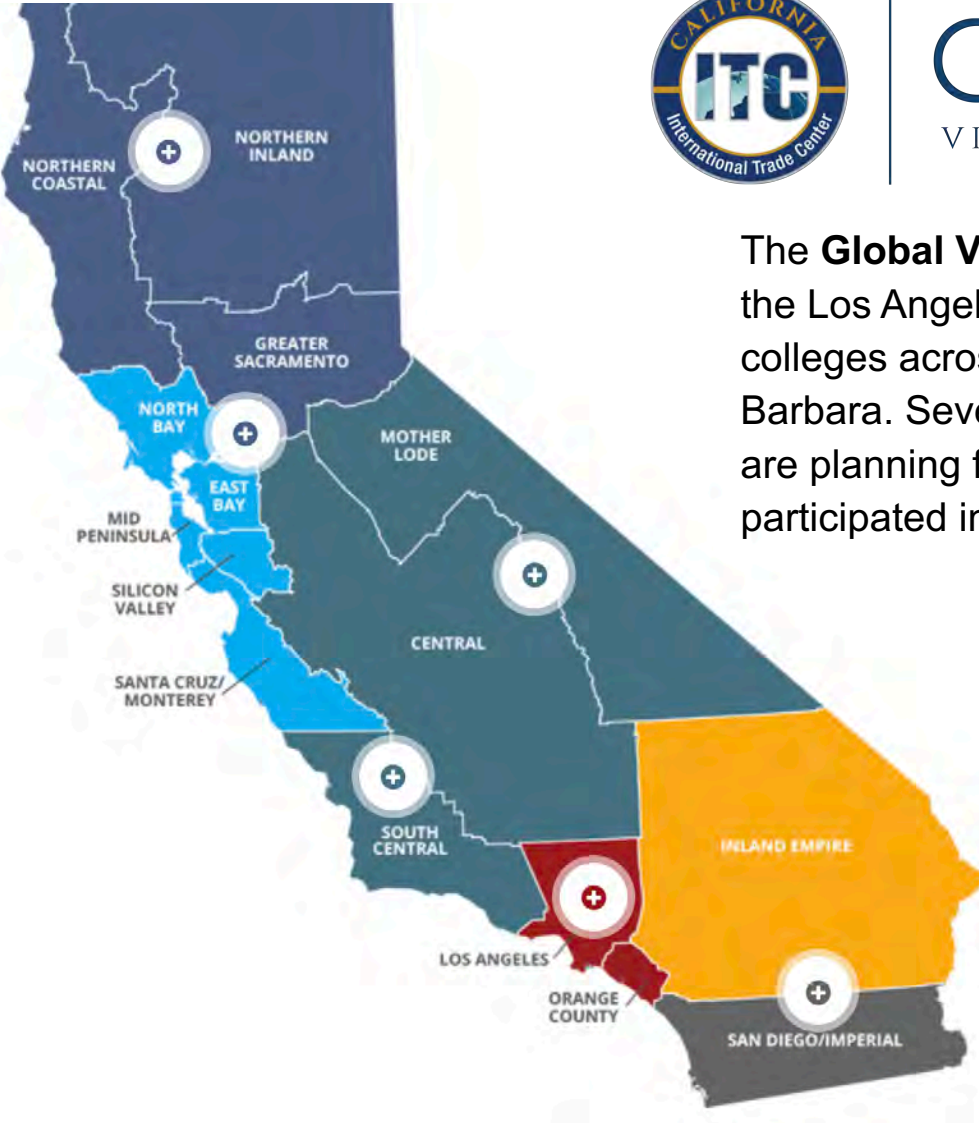 CALIFORNIA
ITC
International Trade Center
The Global V
the Los Angel
colleges acros
Barbara. Seve
are planning f
participated in
NORTHERN
COASTAL
NORTHERN
INLAND
GREATER
SACRAMENTO
NORTH
BAY
MOTHER
LODE
EAST
BAY
MID
PENINSULA
SILICON
VALLEY
CENTRAL
SANTA CRUZ/
MONTEREY
SOUTH
CENTRAL
INLAND EMPIRE
LOS ANGELES
ORANGE
COUNTY
SAN DIEGO/IMPERIAL